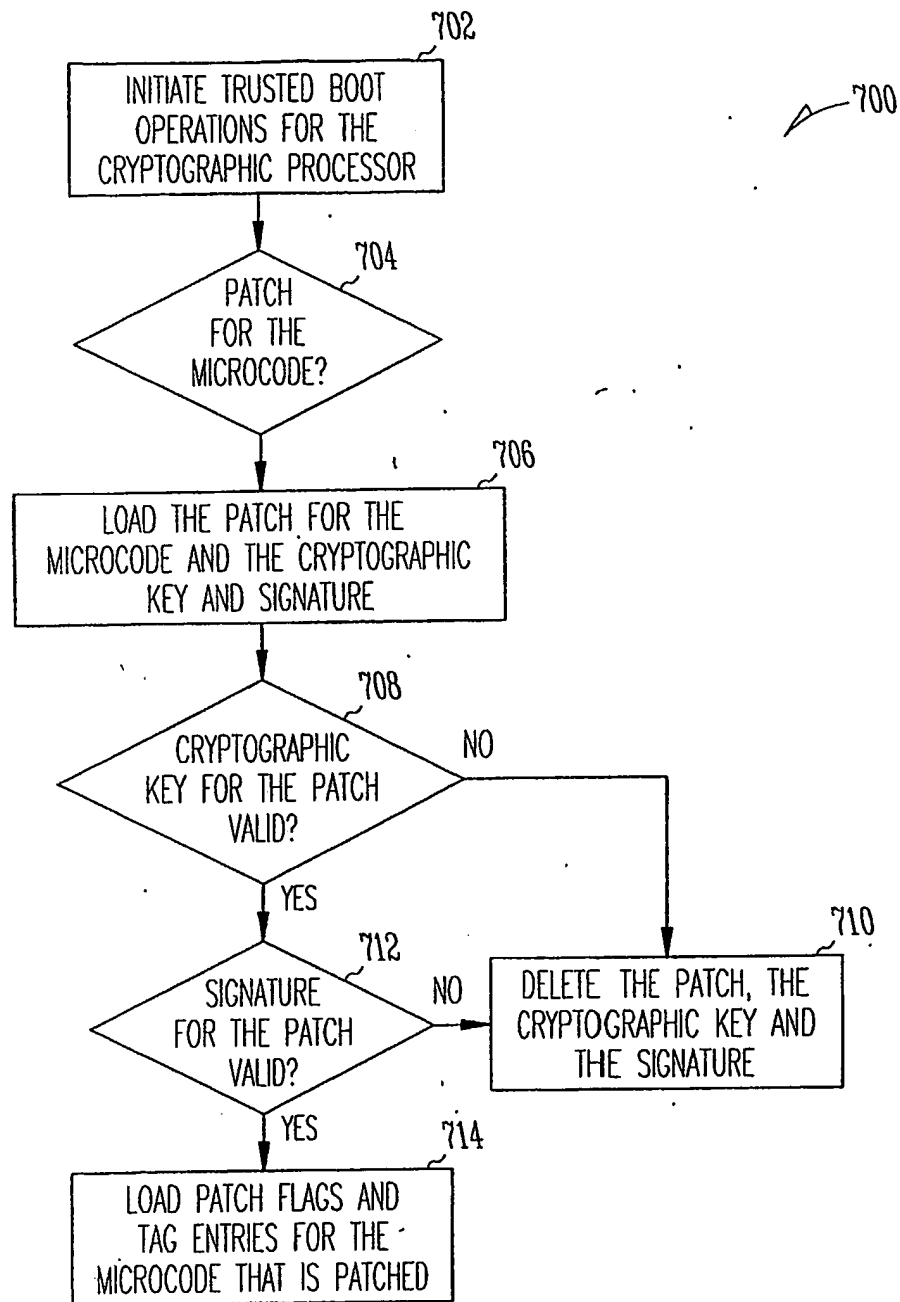 702
INITIATE TRUSTED BOOT
OPERATIONS FOR THE
CRYPTOGRAPHIC PROCESSOR
700
704
PATCH
FOR THE
MICROCODE?
706
LOAD THE PATCH FOR THE
MICROCODE AND THE CRYPTOGRAPHIC
KEY AND SIGNATURE
708
CRYPTOGRAPHIC
KEY FOR THE PATCH
VALID?
NO
YES
712
SIGNATURE
FOR THE PATCH
VALID?
NO
710
DELETE THE PATCH, THE
CRYPTOGRAPHIC KEY AND
THE SIGNATURE
YES
714
LOAD PATCH FLAGS AND
TAG ENTRIES FOR THE
MICROCODE THAT IS PATCHED